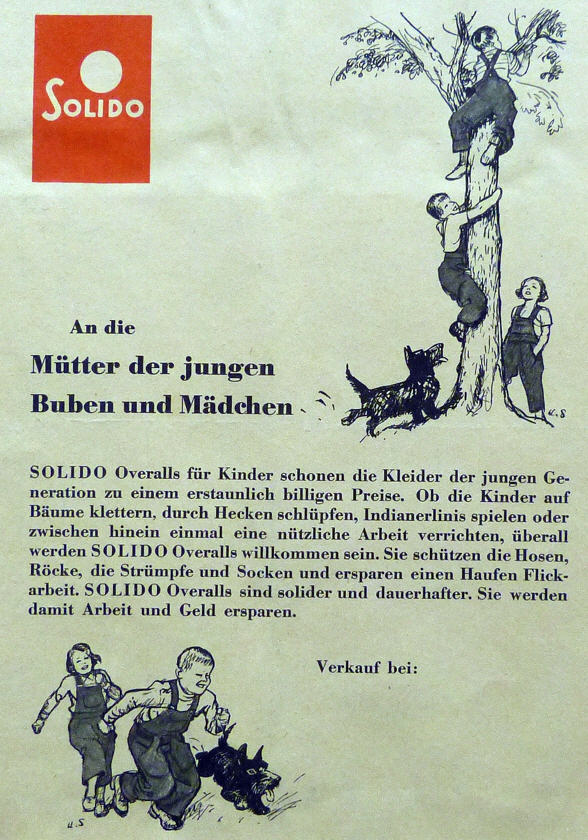 SOLIDO
An die
Mütter der jungen
Buben und Mädchen
U.S
SOLIDO Overalls für Kinder schonen die Kleider der jungen Ge-
neration zu einem erstaunlich billigen Preise. Ob die Kinder auf
Bäume klettern, durch Hecken schlüpfen, Indianerlinis spielen oder
zwischen hinein einmal eine nützliche Arbeit verrichten, überall
werden SOLIDO Overalls willkommen sein. Sie schützen die Hosen,
Röcke, die Strümpfe und Socken und ersparen einen Haufen Flick-
arbeit. SOLIDO Overalls sind solider und dauerhafter. Sie werden
damit Arbeit und Geld ersparen.
Verkauf bei:
U.S